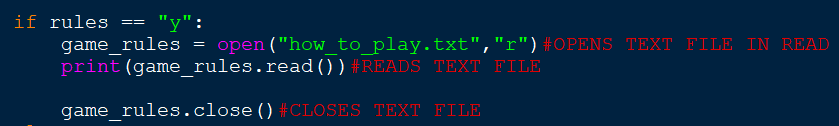 if rules == "y":
    game_rules = open("how_to_play.txt","r")#OPENS TEXT FILE IN READ
    print(game_rules.read())#READS TEXT FILE
    game_rules.close()#CLOSES TEXT FILE